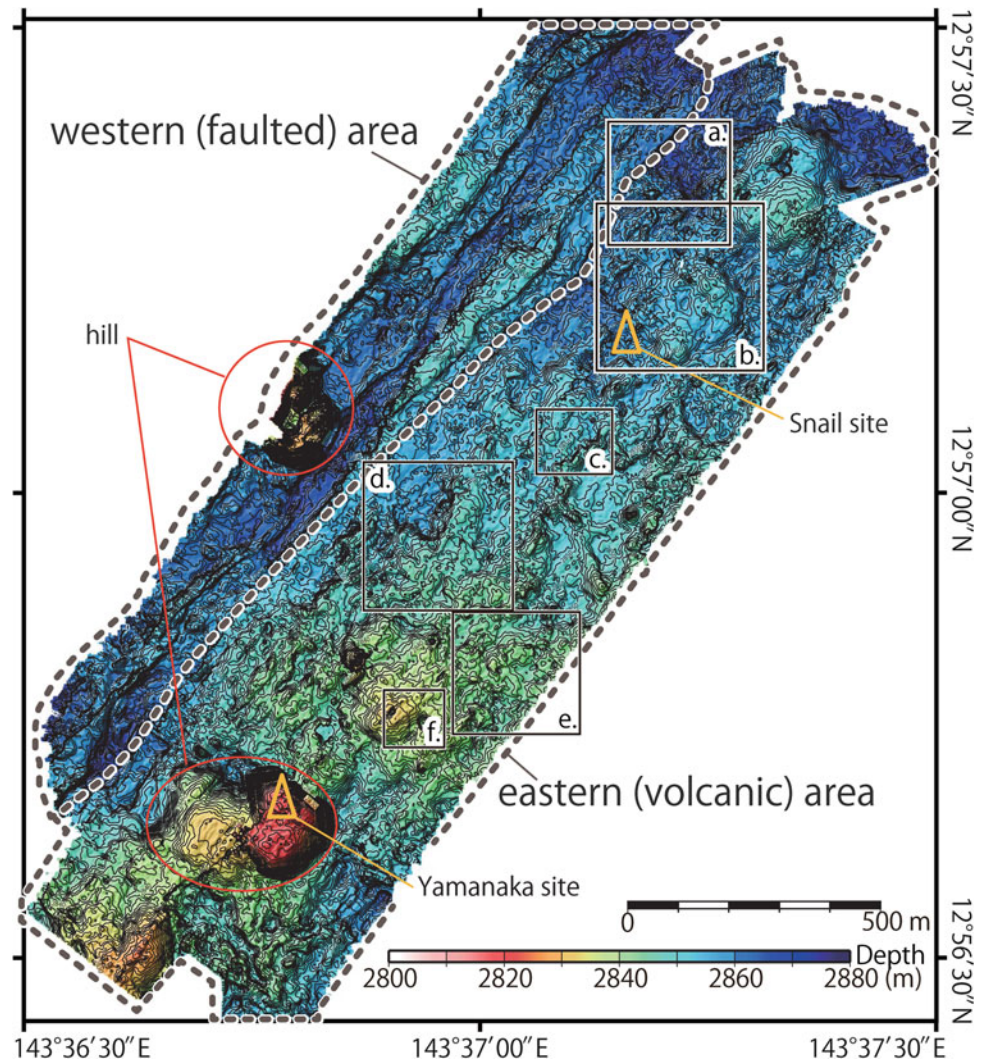 12°57′30″N
western (faulted) area
a.
hill
b.
Snail site
c.
d.
12°57′00″N
e.
f.
eastern (volcanic) area
Yamanaka site
0 500 m
Depth
2800 2820 2840 2860 2880 (m)
12°56′30″N
143°36′30″E 143°37′00″E 143°37′30″E